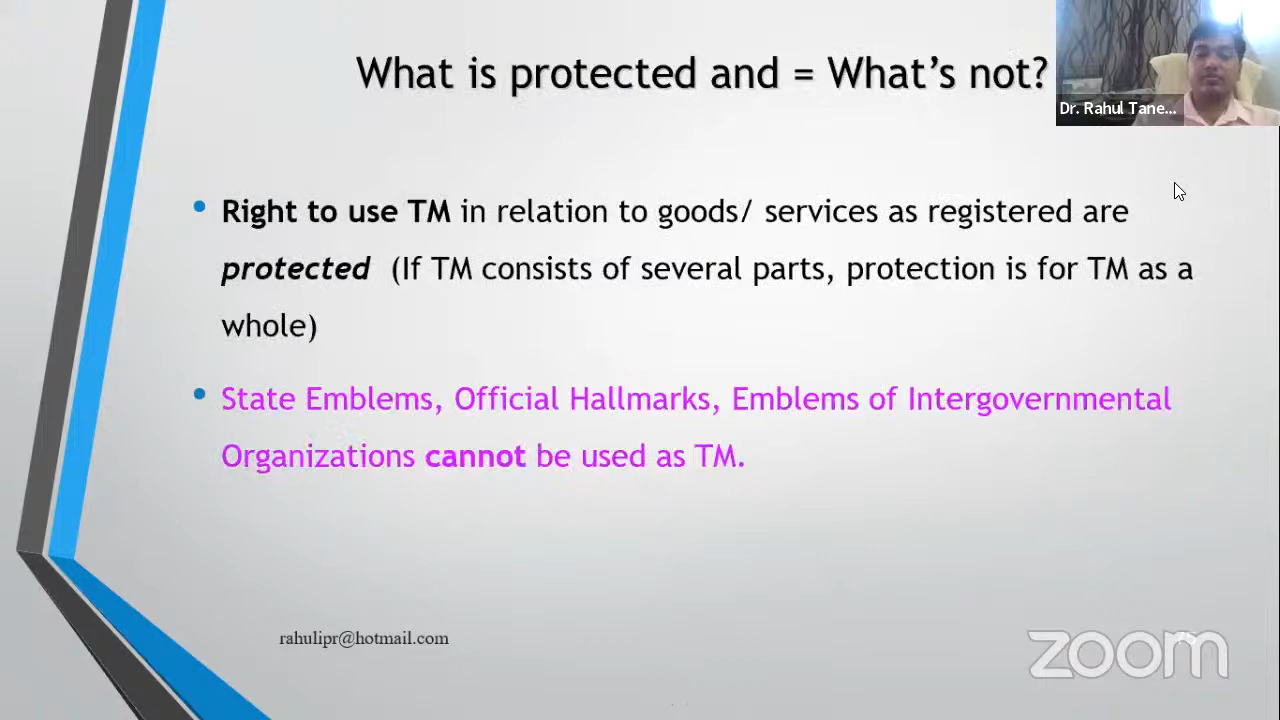 What is protected and = What's not?
Dr. Rahul Tane...
• Right to use TM in relation to goods/ services as registered are
protected (If TM consists of several parts, protection is for TM as a
whole)
• State Emblems, Official Hallmarks, Emblems of Intergovernmental
Organizations cannot be used as TM.
rahulipr@hotmail.com
zoom